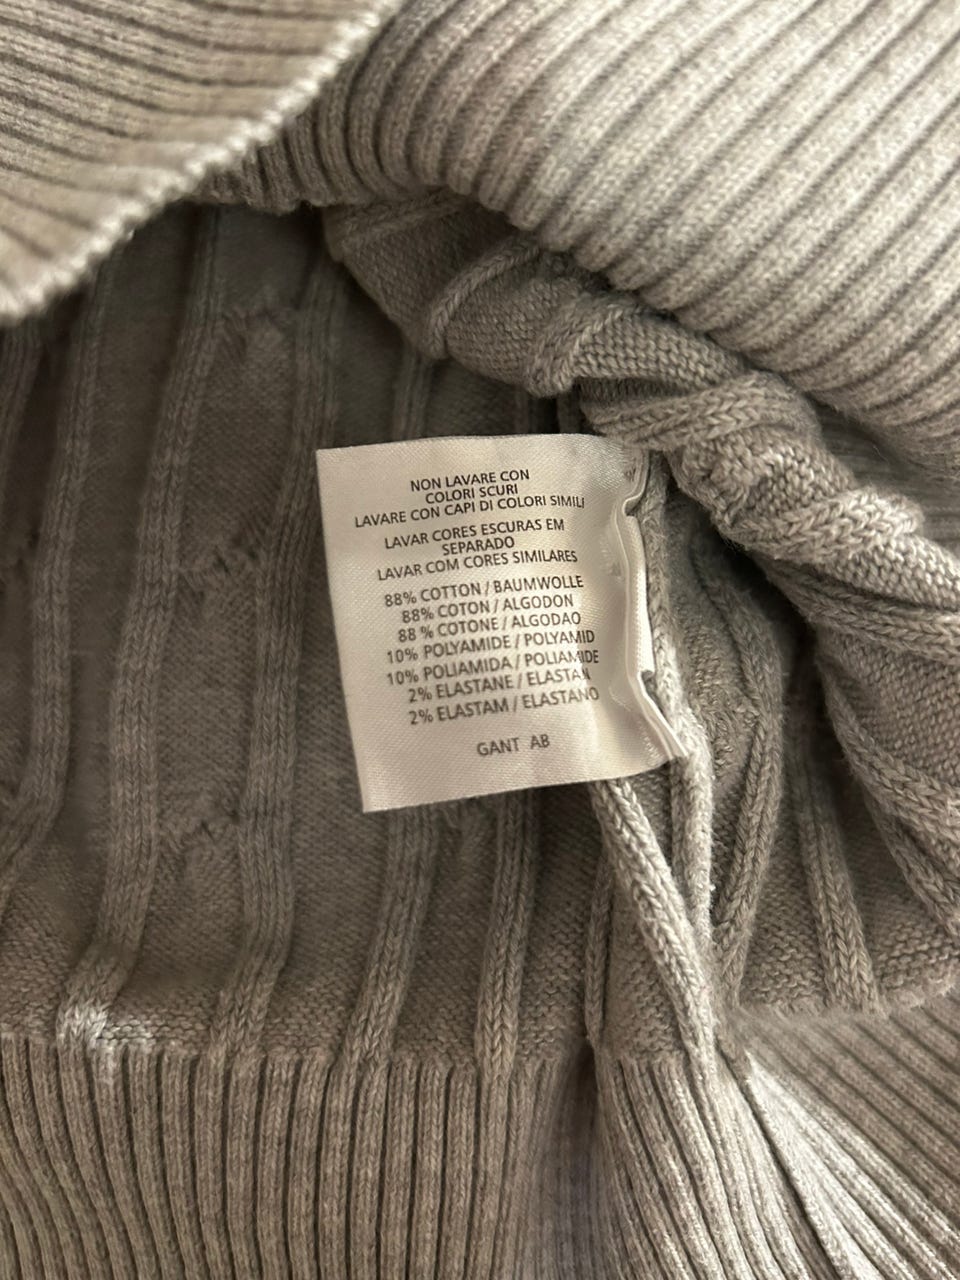 NON LAVARE CON
COLORI SCURI
LAVARE CON CAPI DI COLORI SIMILI
LAVAR CORES ESCURAS EM
SEPARADO
LAVAR COM CORES SIMILARES
88% COTTON / BAUMWOLLE
88% COTON / ALGODON
88 % COTONE / ALGODAO
10% POLYAMIDE / POLYAMID
10% POLIAMIDA / POLIAMIDE
2% ELASTANE / ELASTAN
2% ELASTAM / ELASTANO
GANT AB